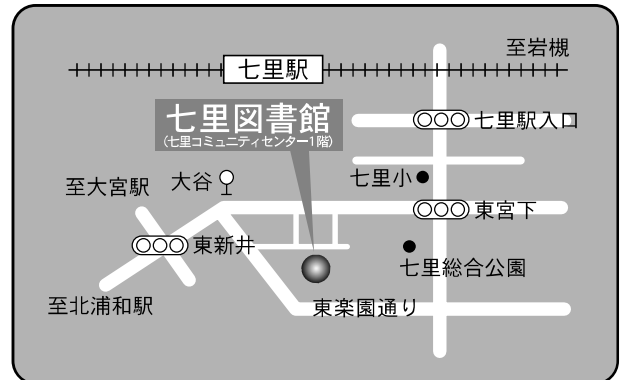 至岩槻
七里駅
七里図書館
(七里コミュニティセンター1階)
七里駅入口
至大宮駅
大谷
七里小
東宮下
東新井
七里総合公園
至北浦和駅
東楽園通り